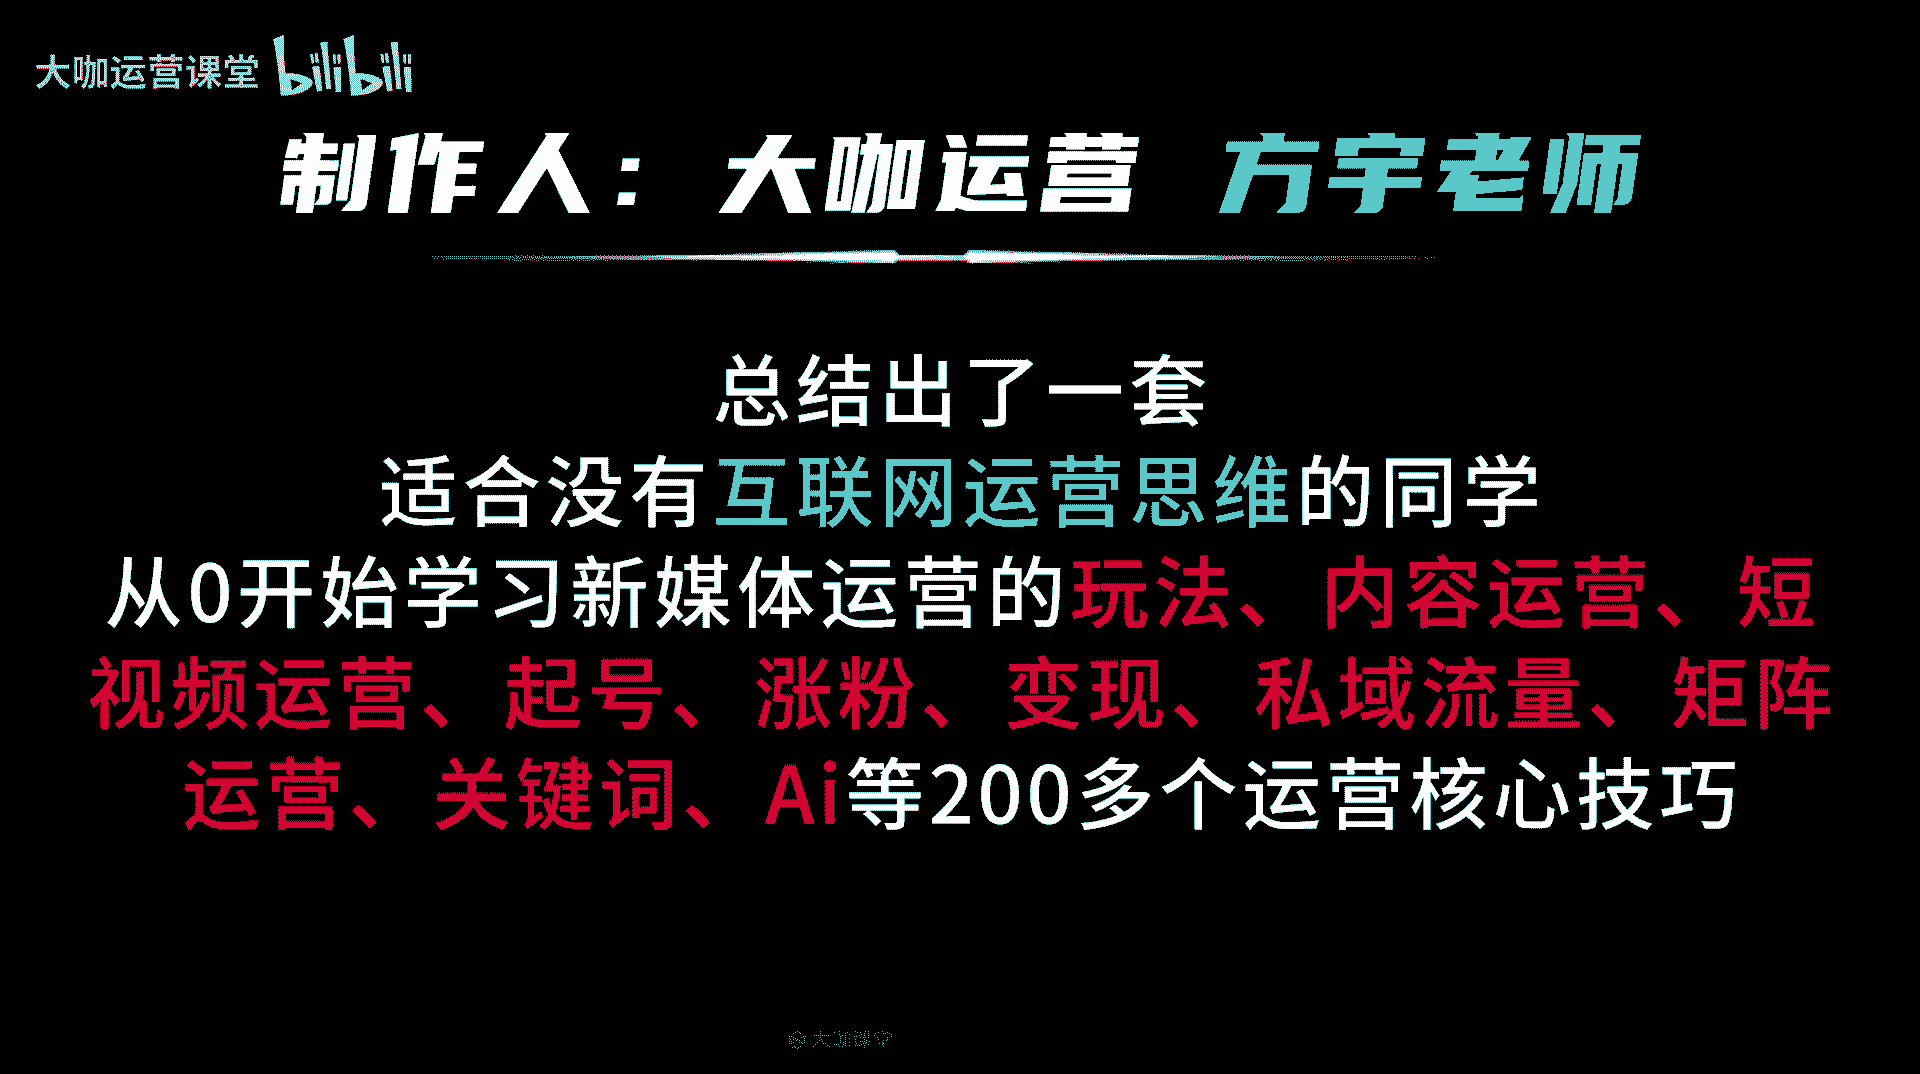 大咖运营课堂 bilibili
制作人：大咖运营 方宇老师
总结出了一套
适合没有互联网运营思维的同学
从0开始学习新媒体运营的玩法、内容运营、短
视频运营、起号、涨粉、变现、私域流量、矩阵
运营、关键词、Ai等200多个运营核心技巧
大咖课堂